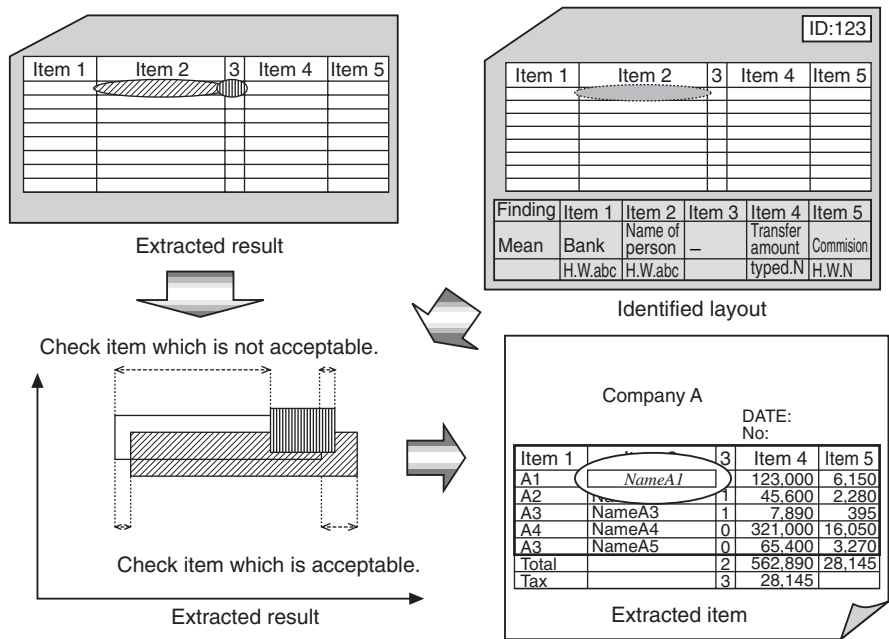 Item 1 Item 2 3 Item 4 Item 5
Extracted result
ID:123
Item 1 Item 2 3 Item 4 Item 5
Finding Item 1 Item 2 Item 3 Item 4 Item 5
Mean Bank Name of person – Transfer amount Commision
H.W.abc H.W.abc typed.N H.W.N
Identified layout
Check item which is not acceptable.
Check item which is acceptable.
Extracted result
Company A
DATE:
No:
Item 1 3 Item 4 Item 5
A1 NameA1 123,000 6,150
A2 1 45,600 2,280
A3 NameA3 1 7,890 395
A4 NameA4 0 321,000 16,050
A3 NameA5 0 65,400 3,270
Total 2 562,890 28,145
Tax 3 28,145
Extracted item